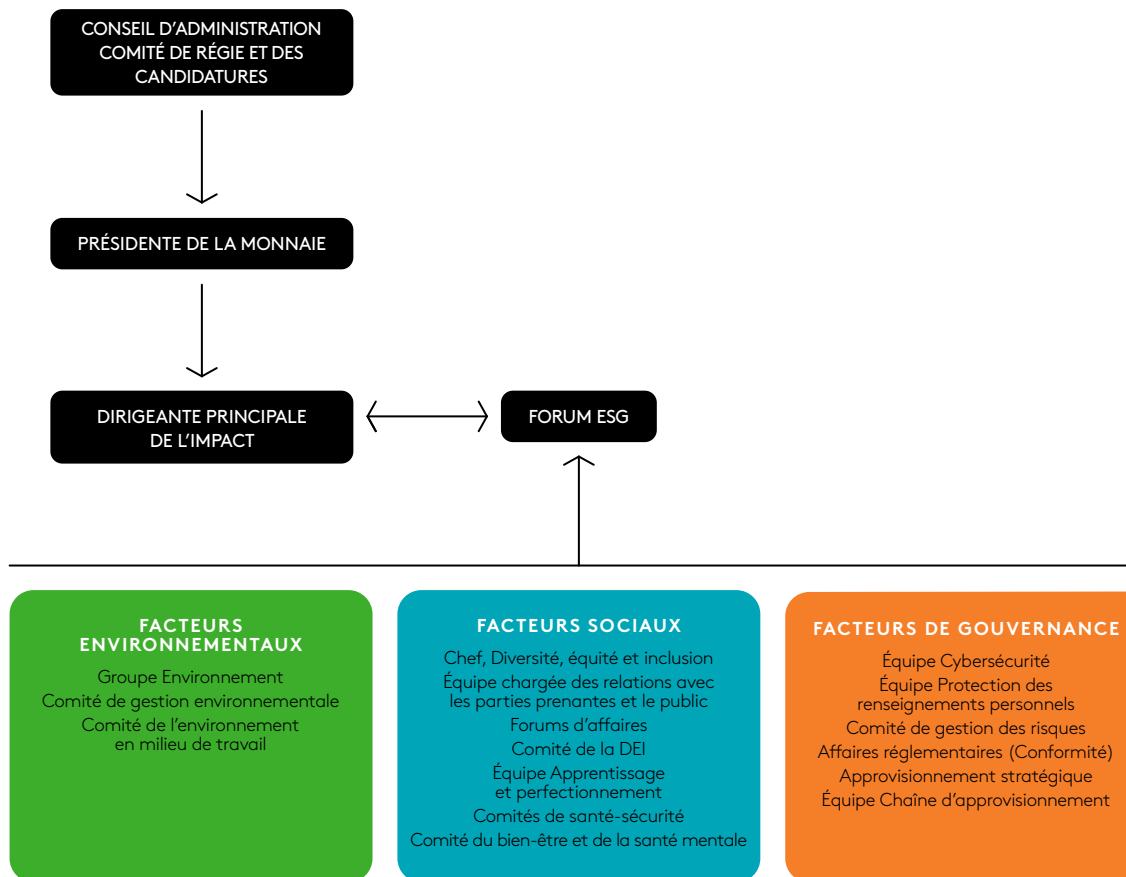 CONSEIL D’ADMINISTRATION
COMITÉ DE RÉGIE ET DES
CANDIDATURES
PRÉSIDENTE DE LA MONNAIE
DIRIGEANTE PRINCIPALE
DE L’IMPACT
FORUM ESG
FACTEURS
ENVIRONNEMENTAUX
Groupe Environnement
Comité de gestion environnementale
Comité de l’environnement
en milieu de travail
FACTEURS SOCIAUX
Chef, Diversité, équité et inclusion
Équipe chargée des relations avec
les parties prenantes et le public
Forums d’affaires
Comité de la DEI
Équipe Apprentissage
et perfectionnement
Comités de santé-sécurité
Comité du bien-être et de la santé mentale
FACTEURS DE GOUVERNANCE
Équipe Cybersécurité
Équipe Protection des
renseignements personnels
Comité de gestion des risques
Affaires réglementaires (Conformité)
Approvisionnement stratégique
Équipe Chaîne d’approvisionnement